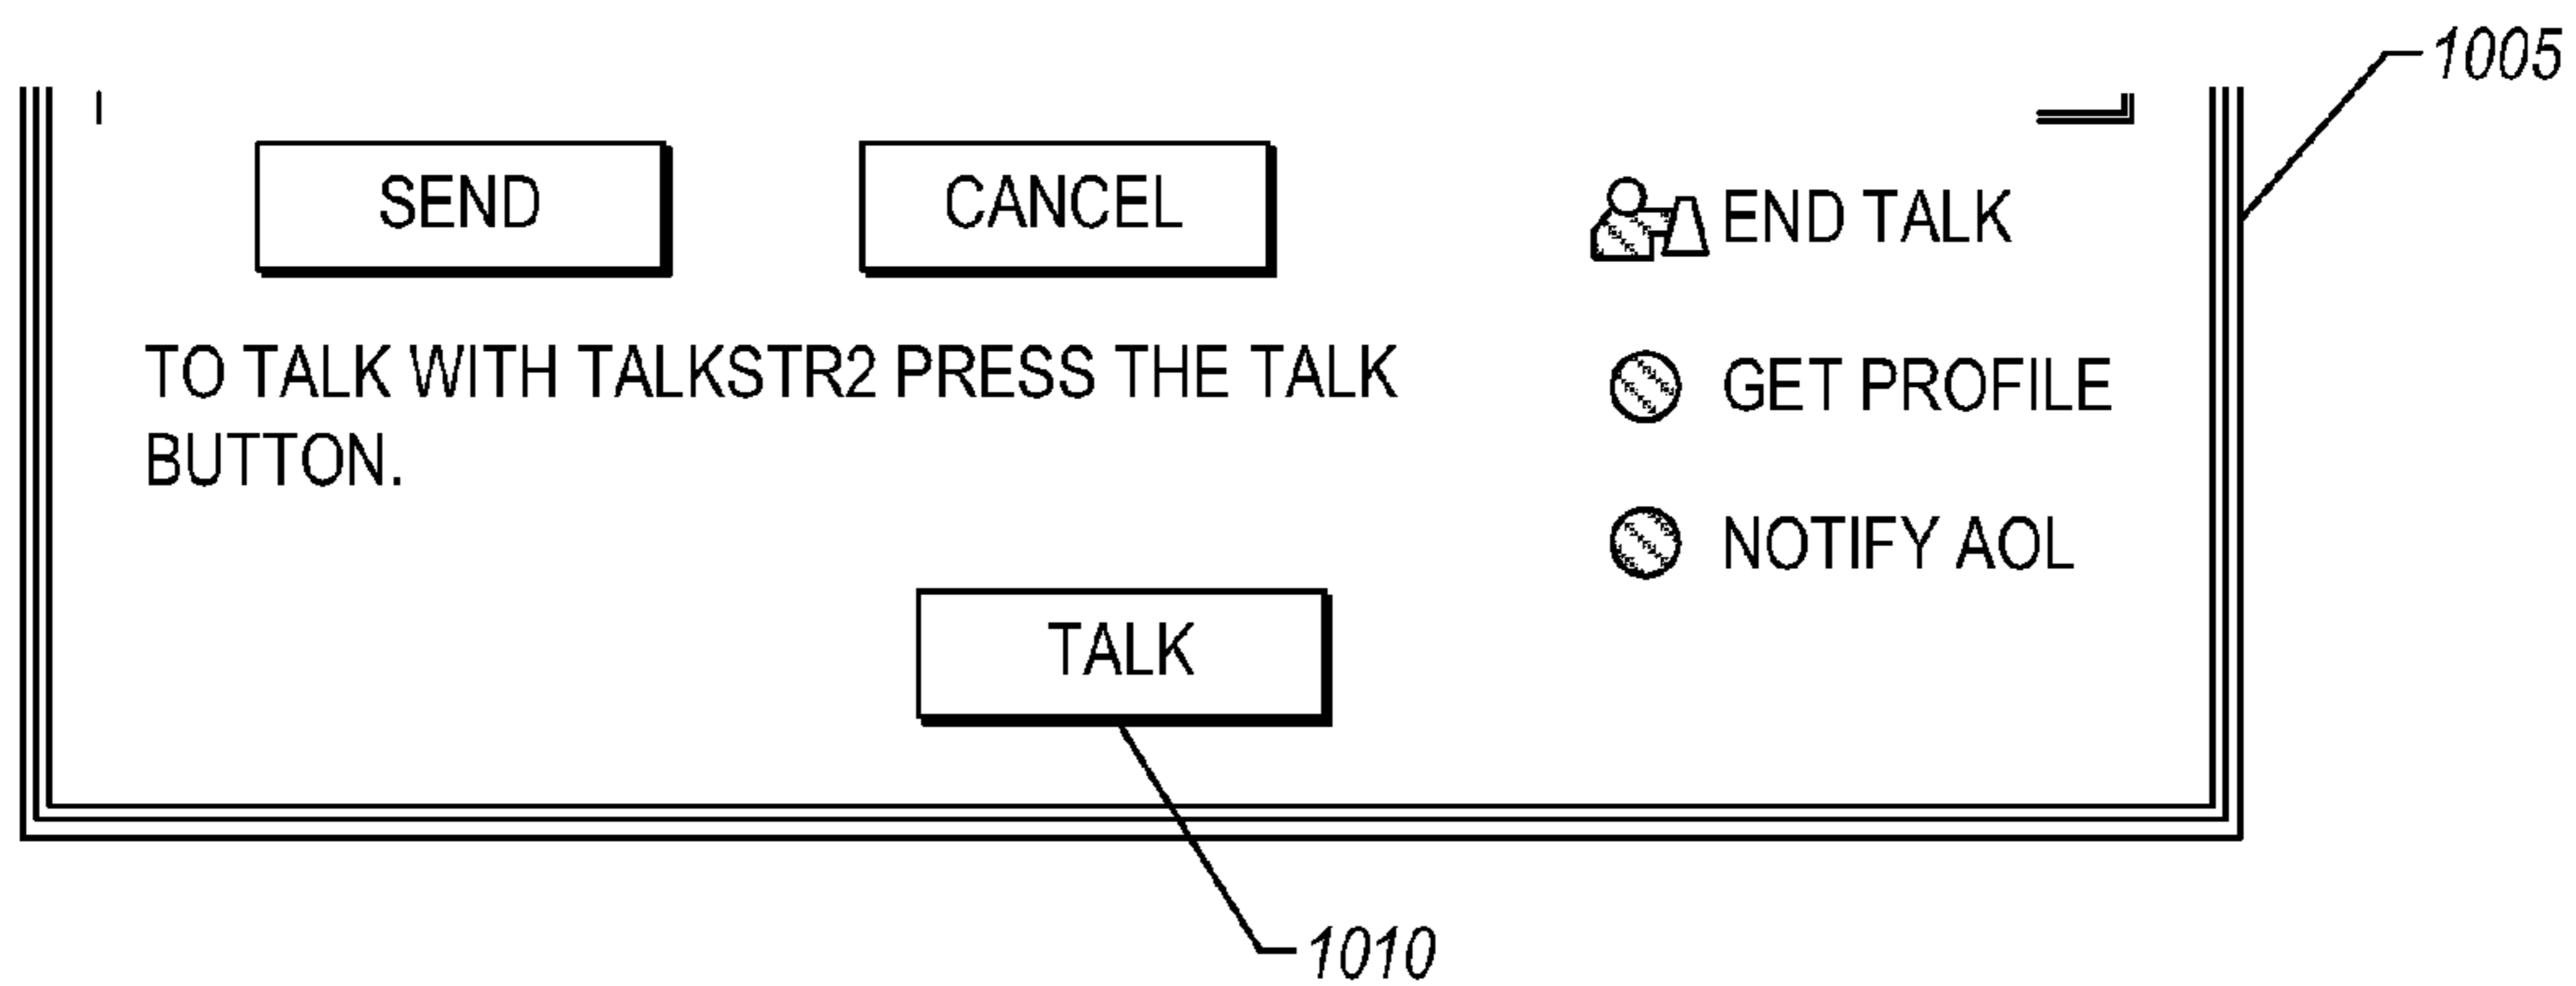 1005
SEND
CANCEL
END TALK
TO TALK WITH TALKSTR2 PRESS THE TALK
BUTTON.
GET PROFILE
NOTIFY AOL
TALK
1010